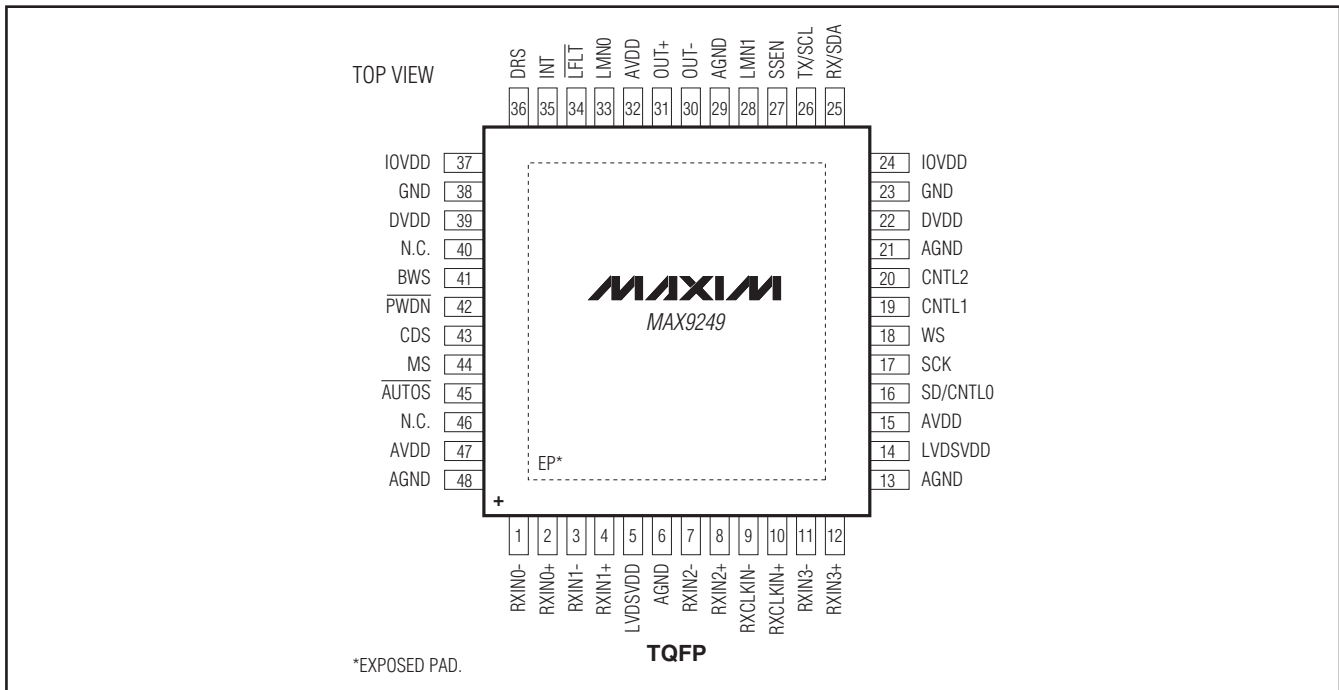 TOP VIEW
DRS
INT
LFLT
LMN0
AVDD
OUT+
OUT-
AGND
LMN1
SSEN
TX/SCL
RX/SDA
36 35 34 33 32 31 30 29 28 27 26 25
IOVDD 37
GND 38
DVDD 39
N.C. 40
BWS 41
PWDN 42
CDS 43
MS 44
AUTOS 45
N.C. 46
AVDD 47
AGND 48
MAXIM
MAX9249
EP*
+
24 IOVDD
23 GND
22 DVDD
21 AGND
20 CNTL2
19 CNTL1
18 WS
17 SCK
16 SD/CNTL0
15 AVDD
14 LVDSVDD
13 AGND
1 2 3 4 5 6 7 8 9 10 11 12
RXIN0-
RXIN0+
RXIN1-
RXIN1+
LVDSVDD
AGND
RXIN2-
RXIN2+
RXCLKIN-
RXCLKIN+
RXIN3-
RXIN3+
TQFP
*EXPOSED PAD.